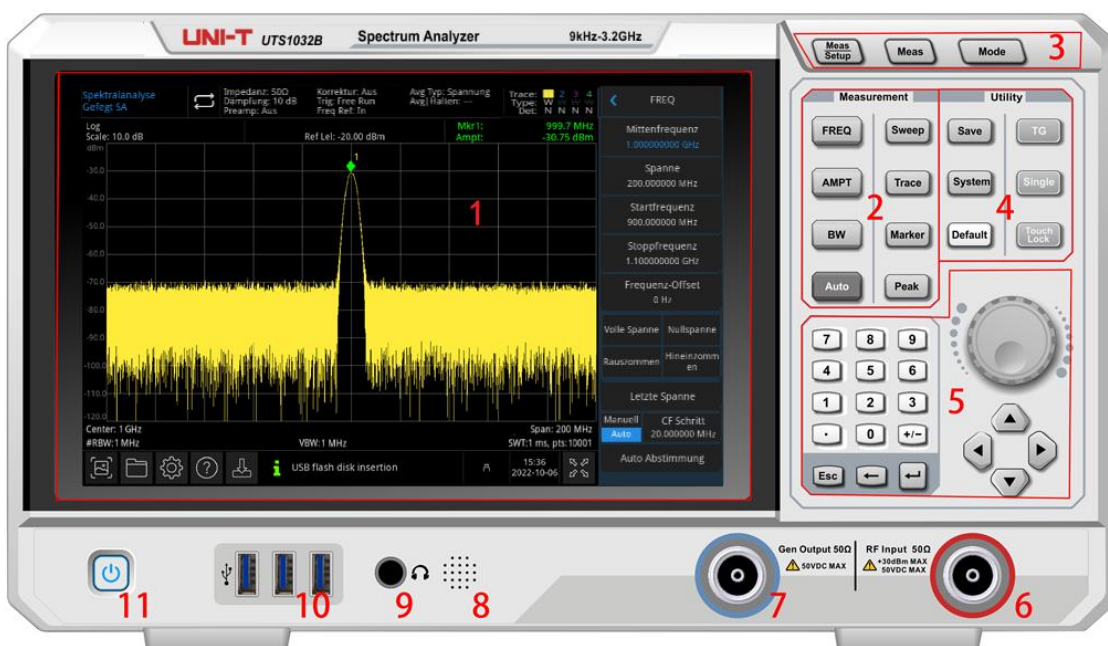 UNI-T UTS1032B Spectrum Analyzer 9kHz-3.2GHz
Meas Setup
Meas
Mode
3
Spektralanalyse
Gefegt SA
Impedanz: 50Ω
Dämpfung: 10 dB
Preamp: Aus
Korrektur: Aus
Trig: Free Run
Freq Ref: In
Avg Typ: Spannung
Avg|Halten: ---
Trace: 2 3 4
Type: W W W W
Det: N N N N
Log
Scale: 10.0 dB
Ref Lel: -20.00 dBm
Mkr1: 999.7 MHz
Ampt: -30.75 dBm
dBm
-30.0
-40.0
-50.0
-60.0
-70.0
-80.0
-90.0
-100.0
-110.0
-120.0
1
1
Center: 1 GHz
Span: 200 MHz
#RBW:1 MHz
VBW:1 MHz
SWT:1 ms, pts:10001
USB flash disk insertion
15:36
2022-10-06
FREQ
Mittenfrequenz
1.000000000 GHz
Spanne
200.000000 MHz
Startfrequenz
900.000000 MHz
Stoppfrequenz
1.100000000 GHz
Frequenz-Offset
0 Hz
Volle Spanne
Nullspanne
Rauszommen
Hineinzomm
en
Letzte Spanne
Manuell
Auto
CF Schritt
20.000000 MHz
Auto Abstimmung
Measurement
FREQ
Sweep
AMPT
Trace
2
BW
Marker
Auto
Peak
Utility
Save
TG
System
Single
4
Default
Touch Lock
7 8 9
4 5 6
1 2 3
. 0 +/-
Esc
5
11
10
9
8
Gen Output 50Ω
50VDC MAX
7
RF Input 50Ω
+30dBm MAX
50VDC MAX
6